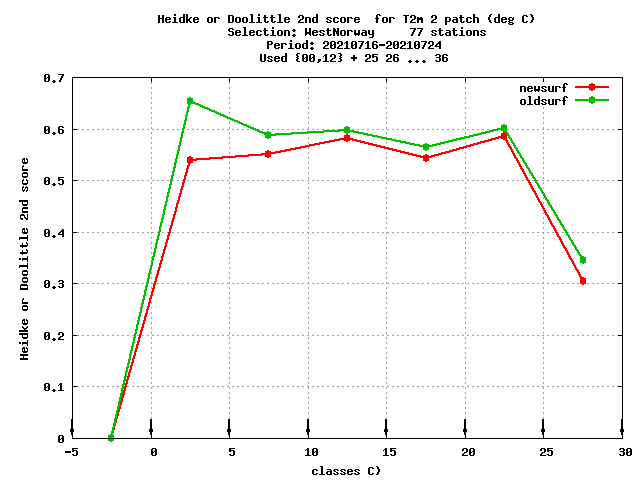 Heidke or Doolittle 2nd score  for T2m 2 patch (deg C)
Selection: WestNorway     77 stations
Period: 20210716-20210724
Used {00,12} + 25 26 ... 36
newsurf
oldsurf
0.7
0.6
0.5
0.4
0.3
0.2
0.1
0
Heidke or Doolittle 2nd score
-5 0 5 10 15 20 25 30
classes C)